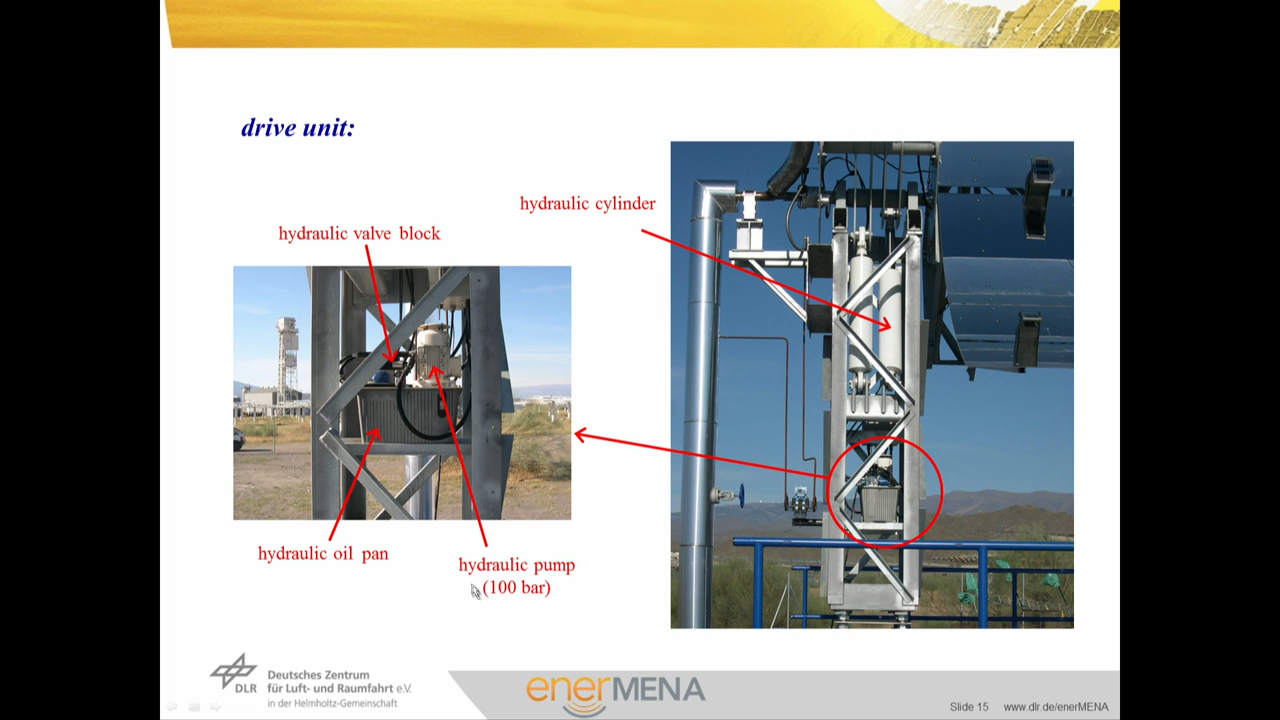 drive unit:
hydraulic cylinder
hydraulic valve block
hydraulic oil pan
hydraulic pump
(100 bar)
DLR
Deutsches Zentrum
für Luft- und Raumfahrt e.V.
in der Helmholtz-Gemeinschaft
enerMENA
Slide 15 www.dlr.de/enerMENA